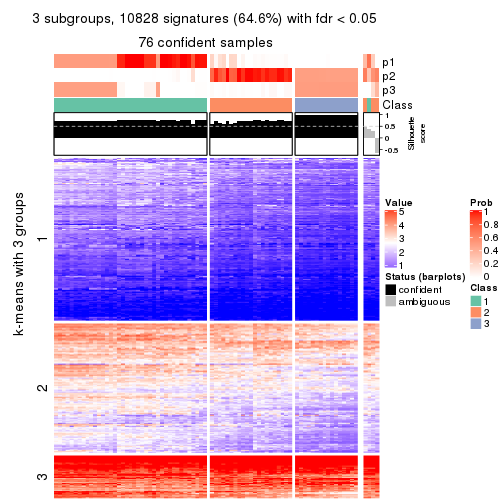 3 subgroups, 10828 signatures (64.6%) with fdr < 0.05
76 confident samples
p1
p2
p3
Class
1
0.5
0
-0.5
Silhouette
score
k-means with 3 groups
1
2
3
Value
5
4
3
2
1
Status (barplots)
confident
ambiguous
Prob
1
0.8
0.6
0.4
0.2
0
Class
1
2
3